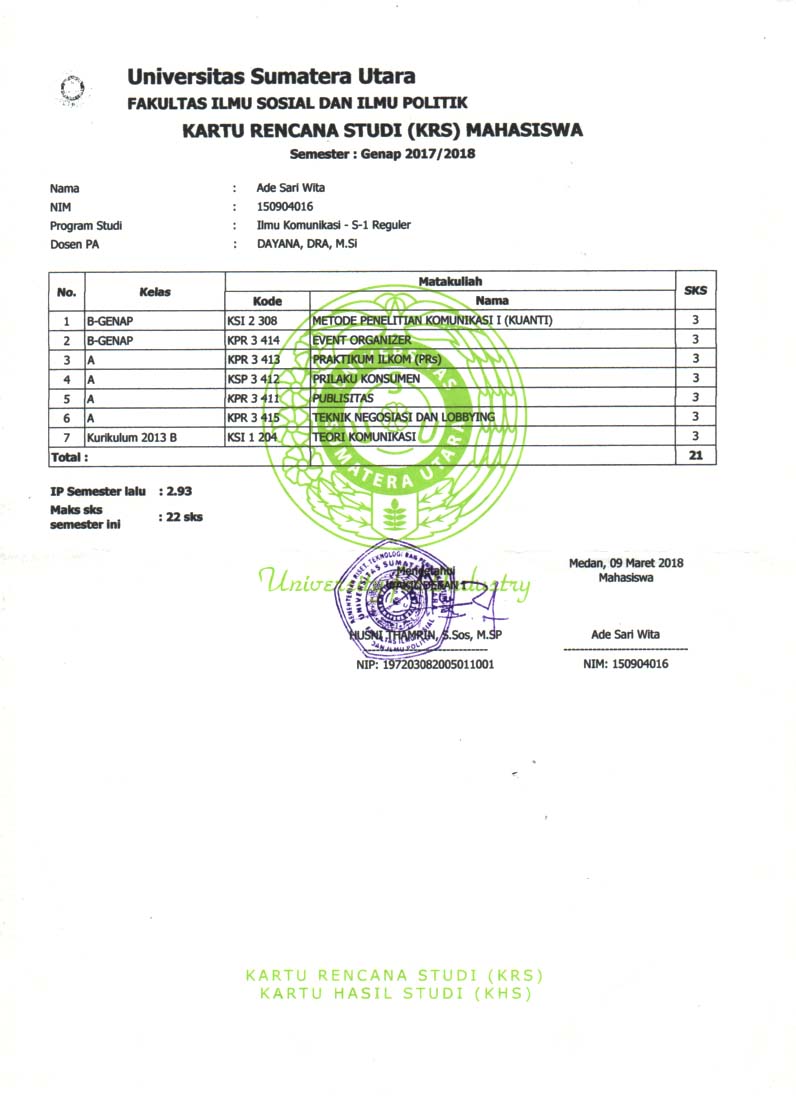 Universitas Sumatera Utara
FAKULTAS ILMU SOSIAL DAN ILMU POLITIK
KARTU RENCANA STUDI (KRS) MAHASISWA
Semester : Genap 2017/2018
Nama : Ade Sari Wita
NIM : 150904016
Program Studi : Ilmu Komunikasi - S-1 Reguler
Dosen PA : DAYANA, DRA, M.Si
No. Kelas Matakuliah SKS
Kode Nama
1 B-GENAP KSI 2 308 METODE PENELITIAN KOMUNIKASI I (KUANTI) 3
2 B-GENAP KPR 3 414 EVENT ORGANIZER 3
3 A KPR 3 413 PRAKTIKUM ILKOM (PRs) 3
4 A KSP 3 412 PRILAKU KONSUMEN 3
5 A KPR 3 411 PUBLISITAS 3
6 A KPR 3 415 TEKNIK NEGOSIASI DAN LOBBYING 3
7 Kurikulum 2013 B KSI 1 204 TEORI KOMUNIKASI 3
Total : 21
SUMATERA UTARA
IP Semester lalu : 2.93
Maks sks
semester ini : 22 sks
Medan, 09 Maret 2018
Mengetahui Mahasiswa
WAKIL DEKAN I
HUSNI THAMRIN, S.Sos, M.SP Ade Sari Wita
NIP: 197203082005011001 NIM: 150904016
KARTU RENCANA STUDI (KRS)
KARTU HASIL STUDI (KHS)